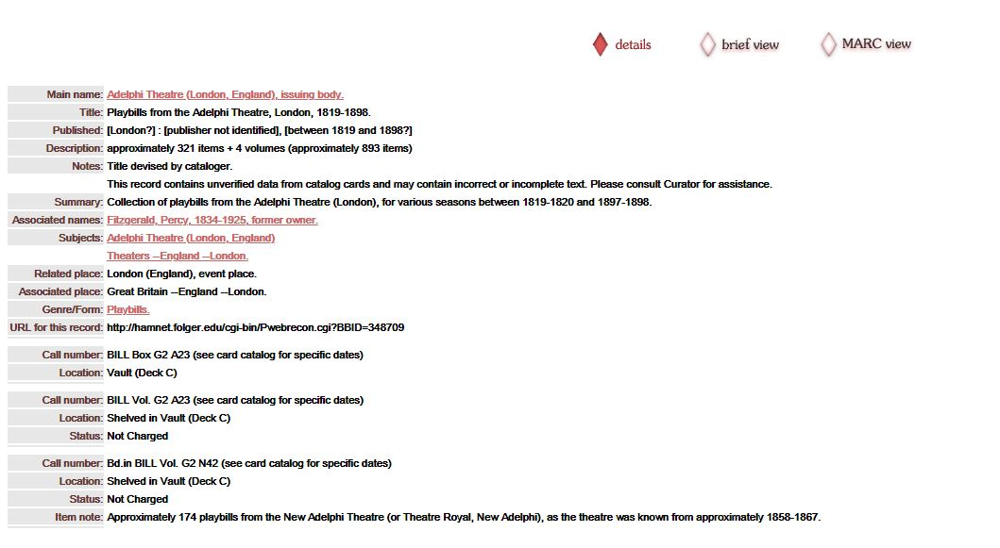 details brief view MARC view
Main name: Adelphi Theatre (London, England), issuing body.
Title: Playbills from the Adelphi Theatre, London, 1819-1898.
Published: [London?] : [publisher not identified], [between 1819 and 1898?]
Description: approximately 321 items + 4 volumes (approximately 893 items)
Notes: Title devised by cataloger.
This record contains unverified data from catalog cards and may contain incorrect or incomplete text. Please consult Curator for assistance.
Summary: Collection of playbills from the Adelphi Theatre (London), for various seasons between 1819-1820 and 1897-1898.
Associated names: Fitzgerald, Percy, 1834-1925, former owner.
Subjects: Adelphi Theatre (London, England)
Theaters --England --London.
Related place: London (England), event place.
Associated place: Great Britain --England --London.
Genre/Form: Playbills.
URL for this record: http://hamnet.folger.edu/cgi-bin/Pwebrecon.cgi?BBID=348709
Call number: BILL Box G2 A23 (see card catalog for specific dates)
Location: Vault (Deck C)
Call number: BILL Vol. G2 A23 (see card catalog for specific dates)
Location: Shelved in Vault (Deck C)
Status: Not Charged
Call number: Bd.in BILL Vol. G2 N42 (see card catalog for specific dates)
Location: Shelved in Vault (Deck C)
Status: Not Charged
Item note: Approximately 174 playbills from the New Adelphi Theatre (or Theatre Royal, New Adelphi), as the theatre was known from approximately 1858-1867.